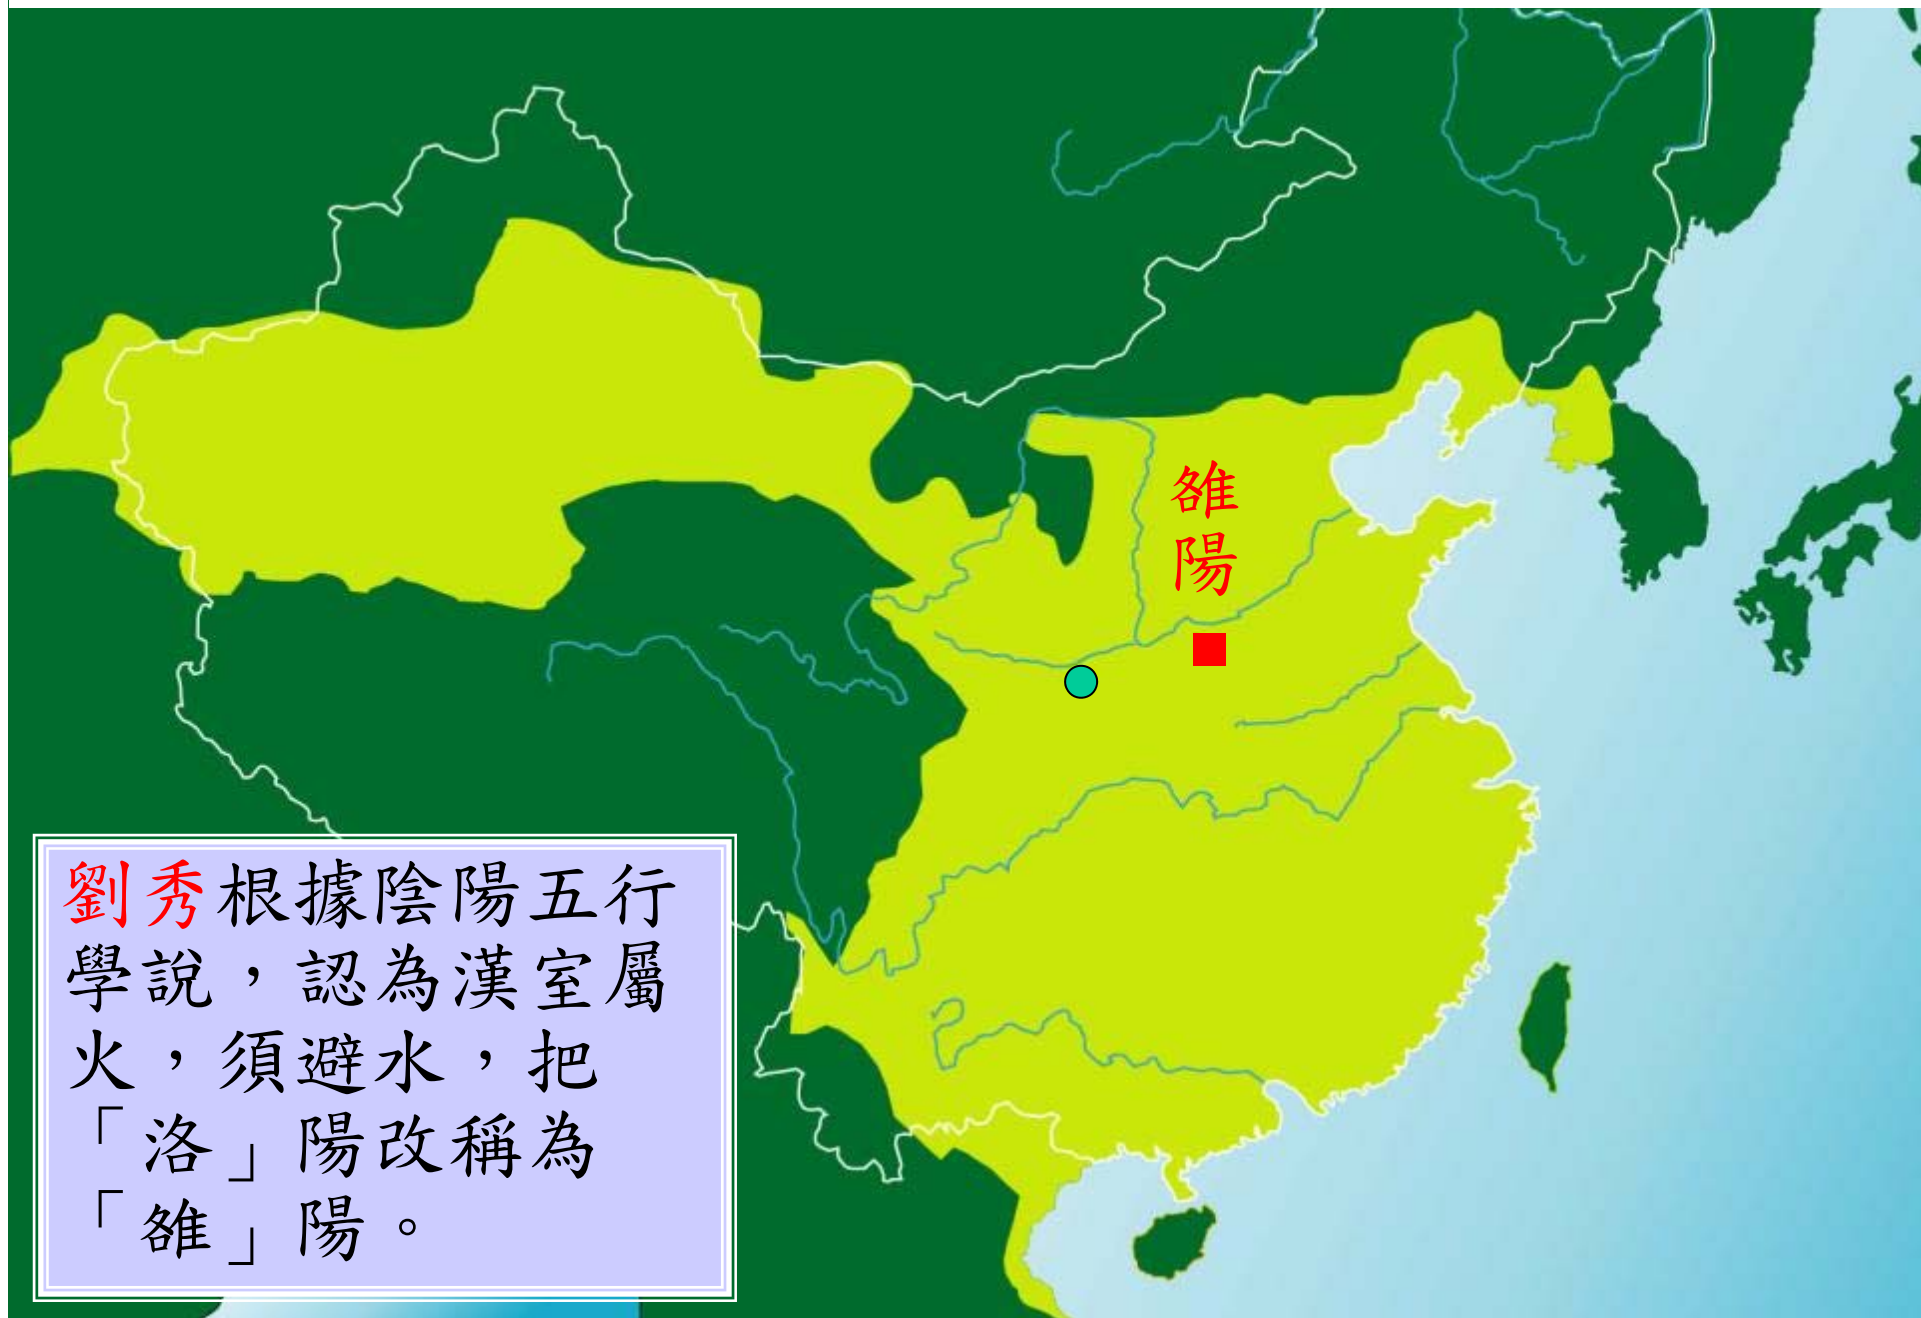 雒
陽
劉秀根據陰陽五行
學說，認為漢室屬
火，須避水，把
「洛」陽改稱為
「雒」陽。